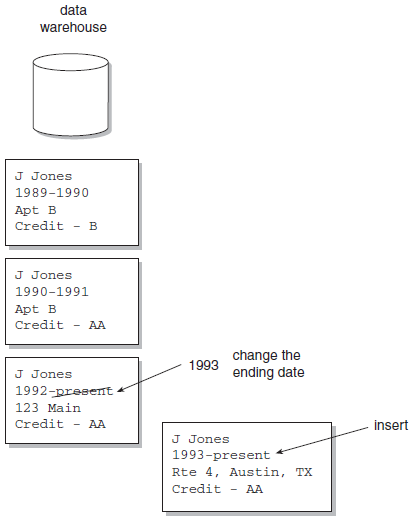 data
warehouse
J Jones
1989-1990
Apt B
Credit - B
J Jones
1990-1991
Apt B
Credit - AA
J Jones
1992-present
123 Main
Credit - AA
1993
change the
ending date
J Jones
1993-present
Rte 4, Austin, TX
Credit - AA
insert